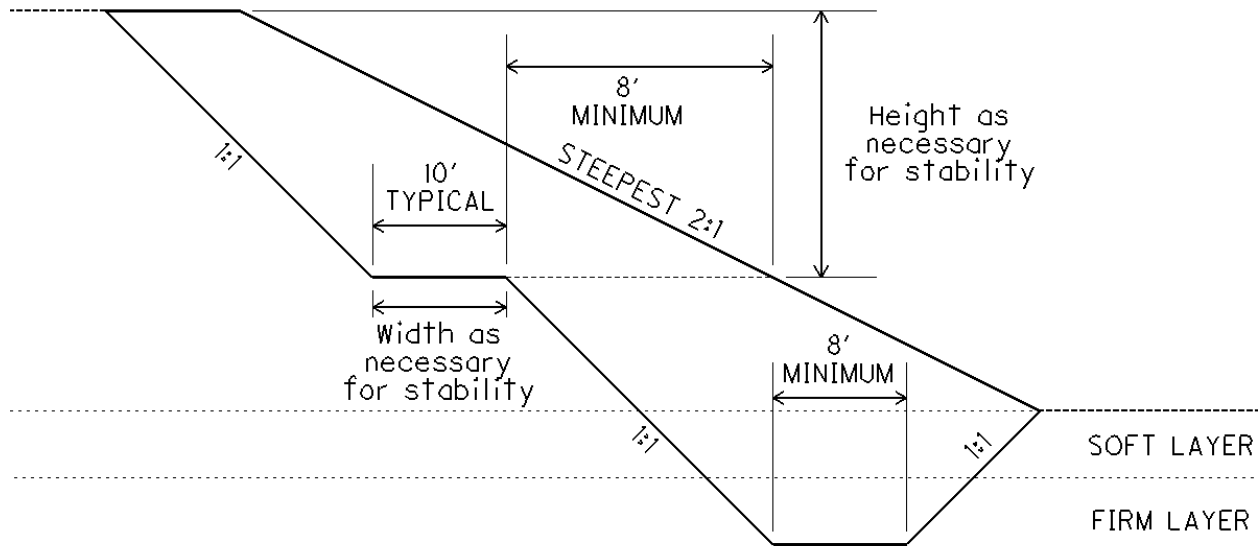 8'
MINIMUM
Height as
necessary
for stability
1:1
10'
TYPICAL
STEEPEST 2:1
Width as
necessary
for stability
8'
MINIMUM
1:1
1:1
SOFT LAYER
FIRM LAYER